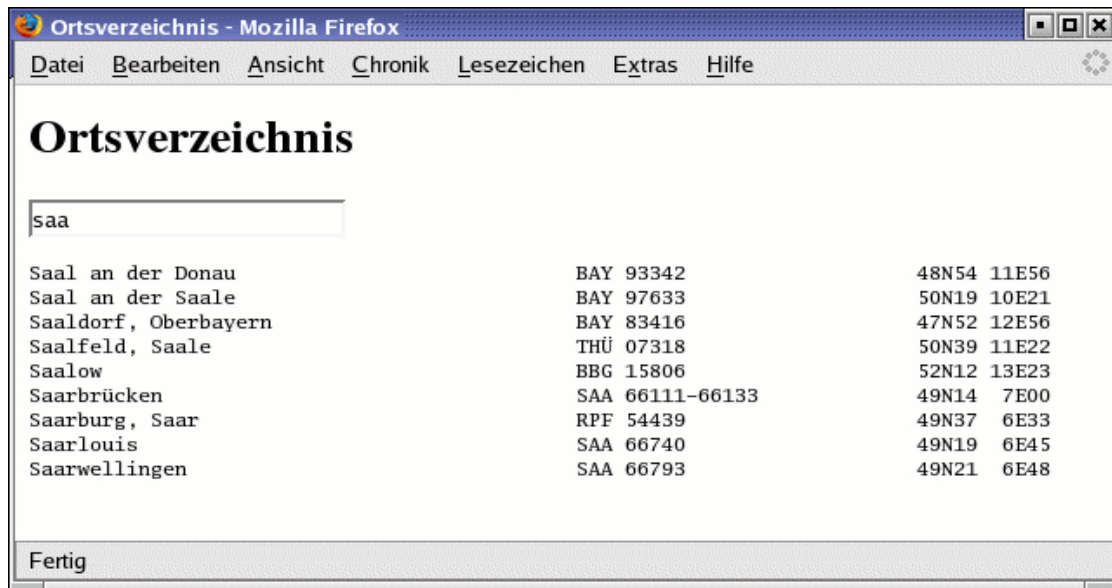 Ortsverzeichnis - Mozilla Firefox
Datei Bearbeiten Ansicht Chronik Lesezeichen Extras Hilfe
Ortsverzeichnis
saa
Saal an der Donau BAY 93342 48N54 11E56
Saal an der Saale BAY 97633 50N19 10E21
Saaldorf, Oberbayern BAY 83416 47N52 12E56
Saalfeld, Saale THÜ 07318 50N39 11E22
Saalow BBG 15806 52N12 13E23
Saarbrücken SAA 66111-66133 49N14 7E00
Saarburg, Saar RPF 54439 49N37 6E33
Saarlouis SAA 66740 49N19 6E45
Saarwellingen SAA 66793 49N21 6E48
Fertig